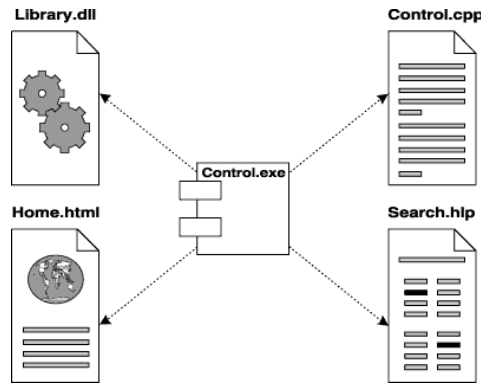 Library.dll
Control.cpp
Control.exe
Home.html
Search.hlp